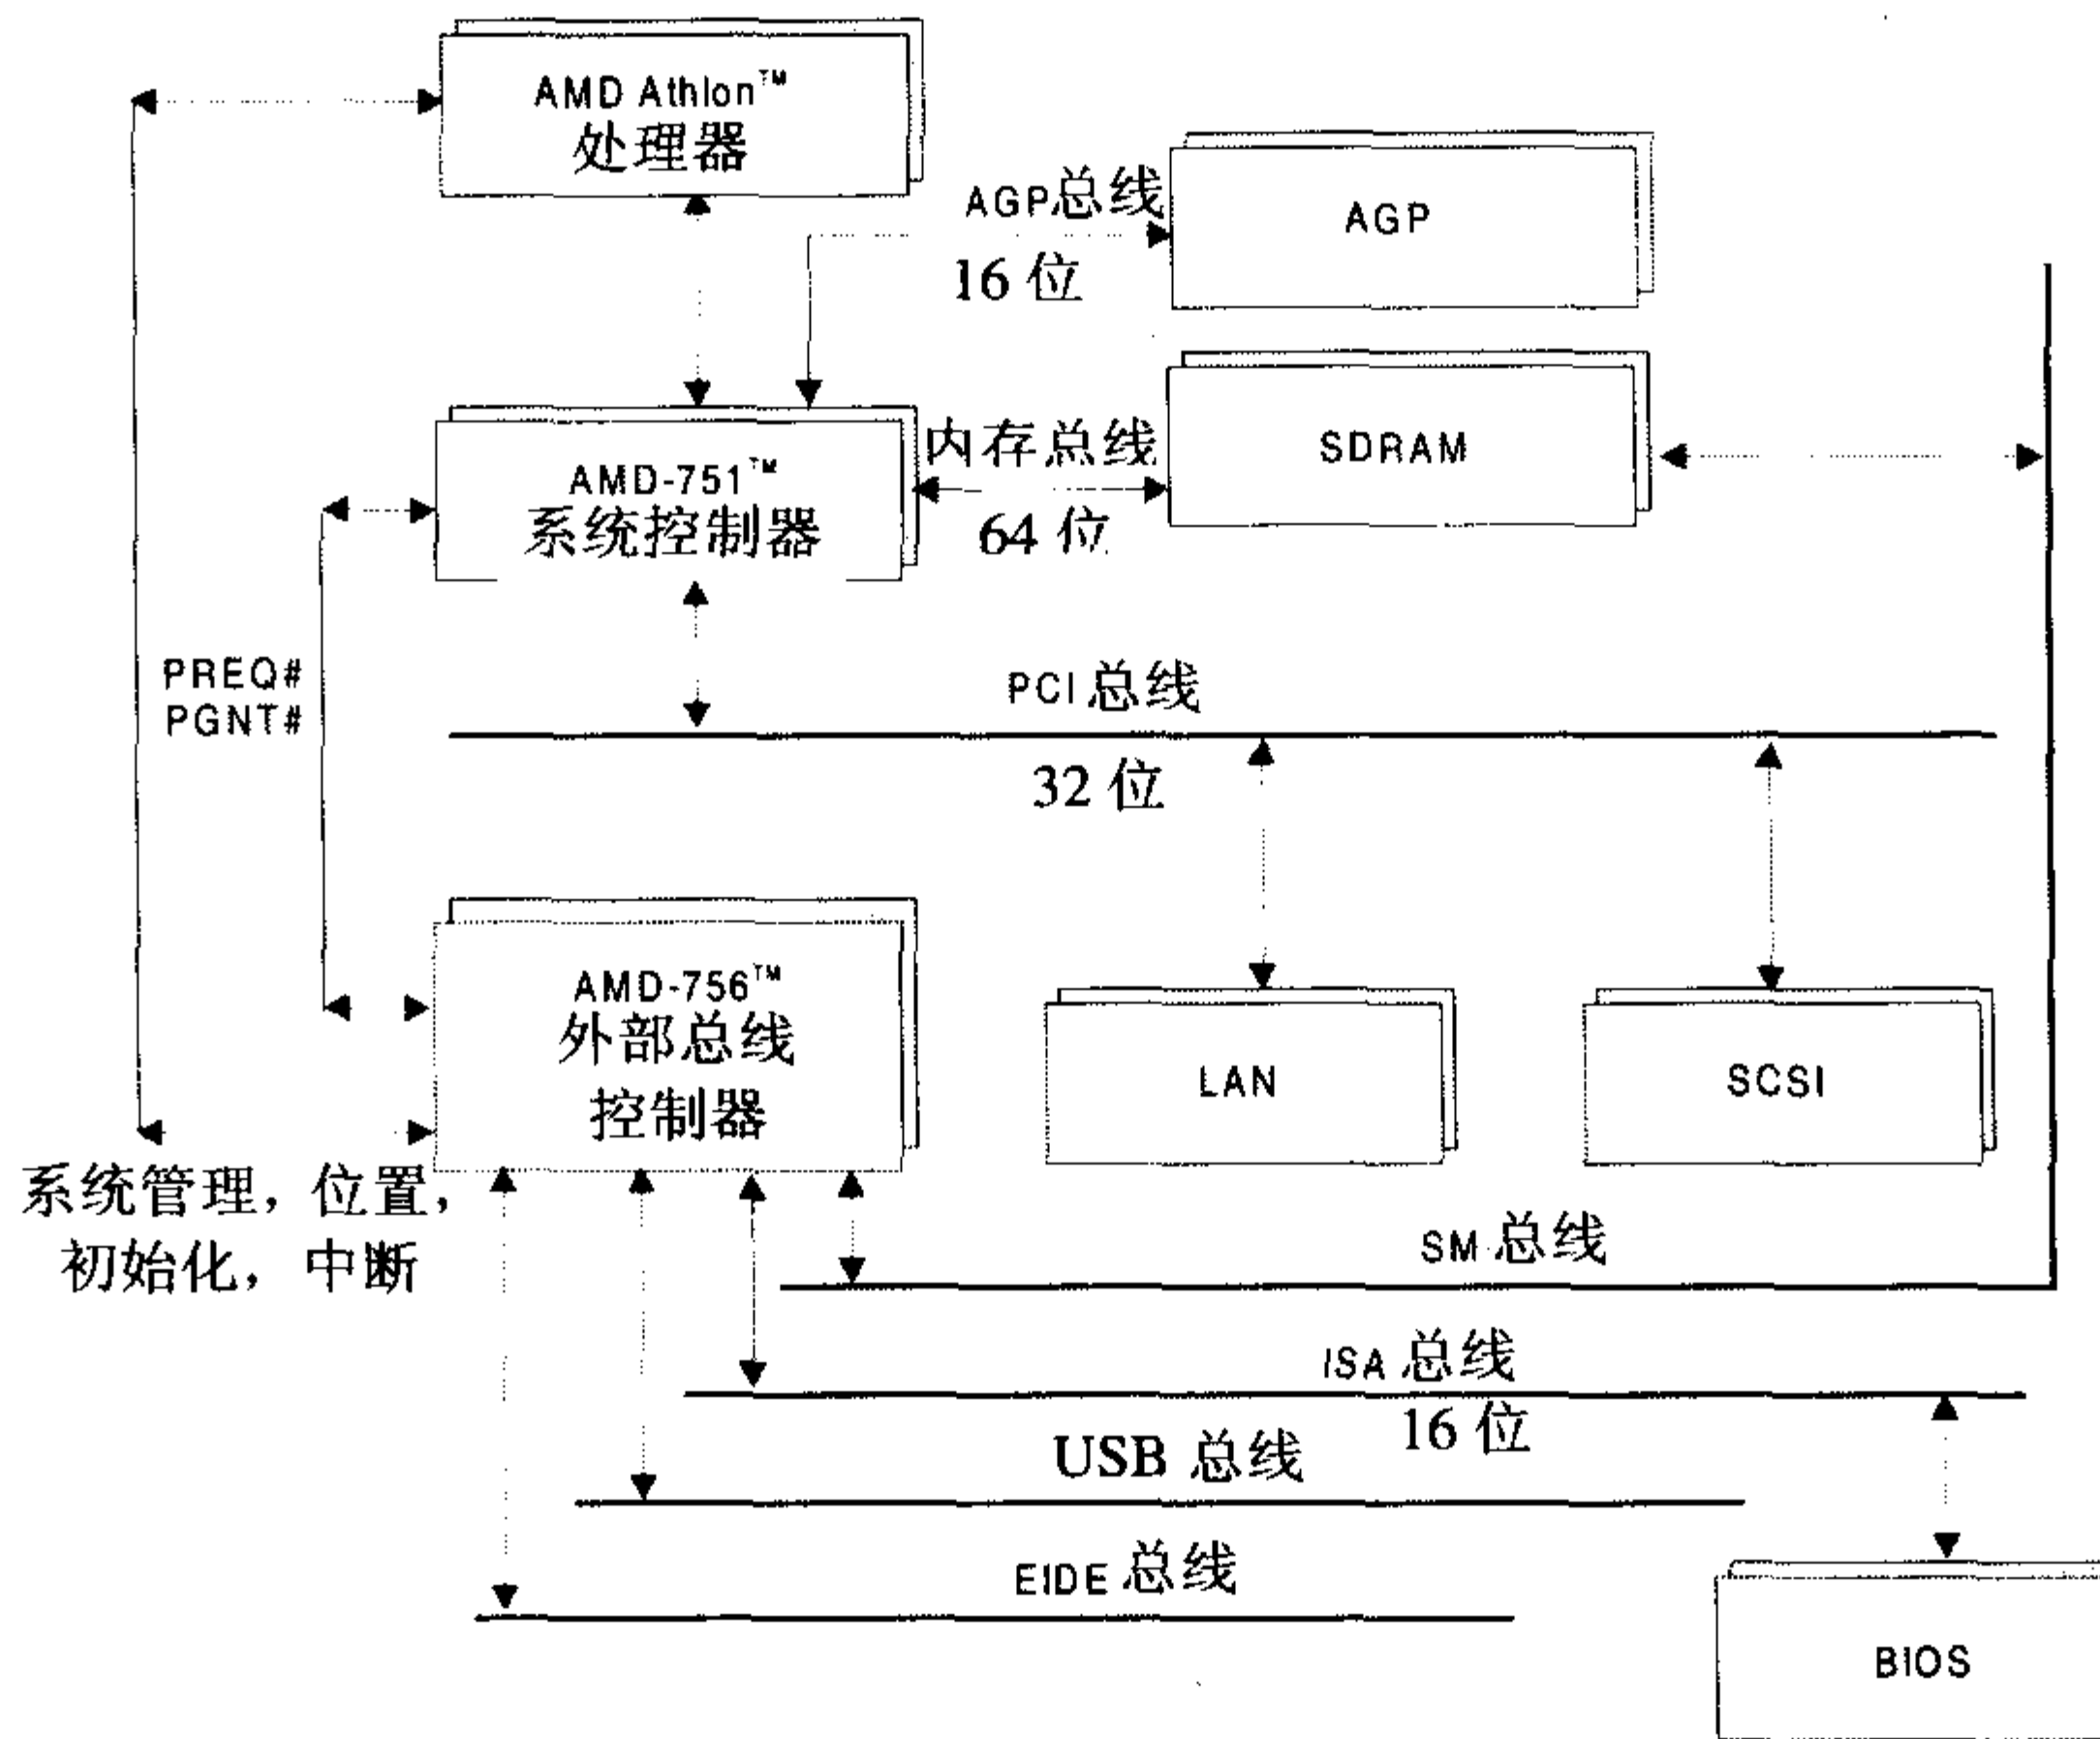 AMD Athlon™
处理器
AGP总线
16 位
AGP
AMD-751™
系统控制器
内存总线
64 位
SDRAM
PREQ#
PGNT#
PCI 总线
32 位
AMD-756™
外部总线
控制器
LAN
SCSI
系统管理，位置，
初始化，中断
SM 总线
ISA 总线
16 位
USB 总线
EIDE 总线
BIOS